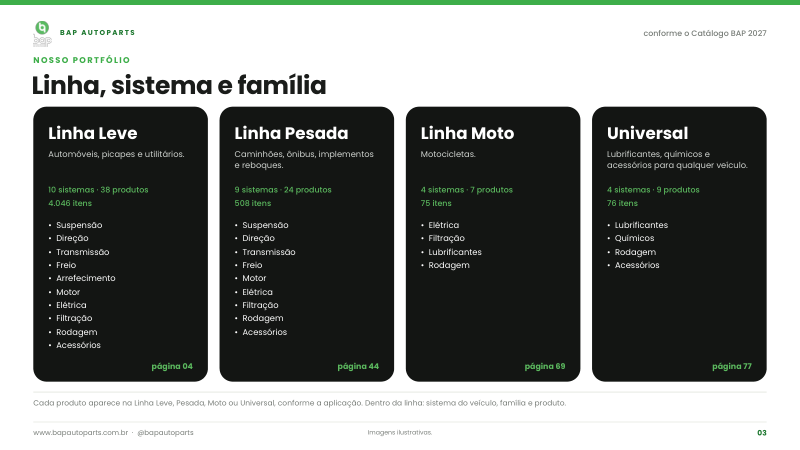 bap
BAP AUTOPARTS
conforme o Catálogo BAP 2027
NOSSO PORTFÓLIO
Linha, sistema e família
Linha Leve
Automóveis, picapes e utilitários.
10 sistemas · 38 produtos
4.046 itens
• Suspensão
• Direção
• Transmissão
• Freio
• Arrefecimento
• Motor
• Elétrica
• Filtração
• Rodagem
• Acessórios
página 04
Linha Pesada
Caminhões, ônibus, implementos
e reboques.
9 sistemas · 24 produtos
508 itens
• Suspensão
• Direção
• Transmissão
• Freio
• Motor
• Elétrica
• Filtração
• Rodagem
• Acessórios
página 44
Linha Moto
Motocicletas.
4 sistemas · 7 produtos
75 itens
• Elétrica
• Filtração
• Lubrificantes
• Rodagem
página 69
Universal
Lubrificantes, químicos e
acessórios para qualquer veículo.
4 sistemas · 9 produtos
76 itens
• Lubrificantes
• Químicos
• Rodagem
• Acessórios
página 77
Cada produto aparece na Linha Leve, Pesada, Moto ou Universal, conforme a aplicação. Dentro da linha: sistema do veículo, família e produto.
www.bapautoparts.com.br · @bapautoparts
Imagens ilustrativas.
03